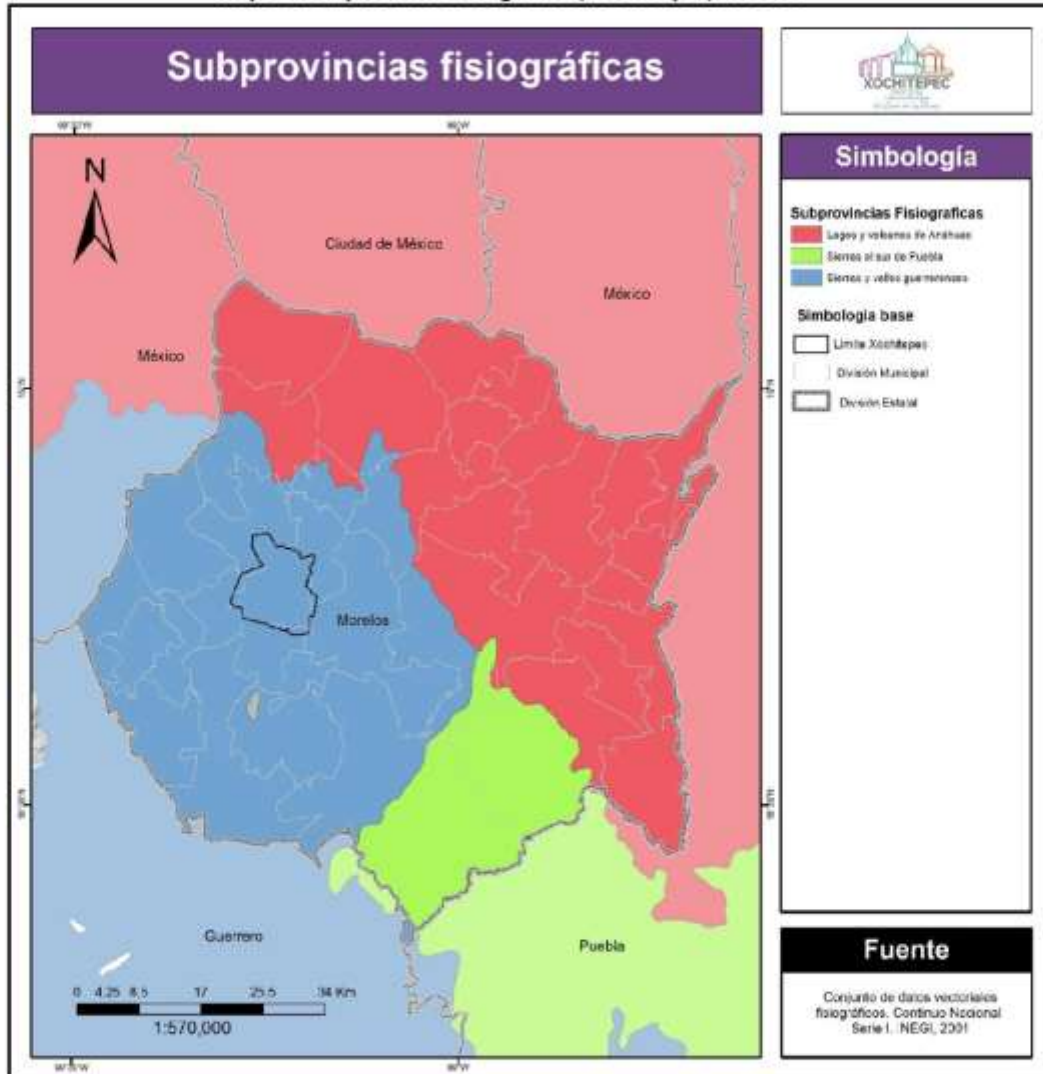 Subprovincias fisiográficas
XOCHITEPEC
N
Ciudad de México
México
México
Morelos
Guerrero
Puebla
0 4.25 8.5 17 25.5 34 Km
1:570,000
Simbología
Subprovincias Fisiograficas
Lagos y volcanes de Anáhuac
Sierras al sur de Puebla
Sierras y valles guerrerenses
Simbologia base
Limite Xochitepec
División Municipal
División Estatal
Fuente
Conjunto de datos vectoriales
fisiográficos. Continuo Nacional
Serie I. INEGI, 2001